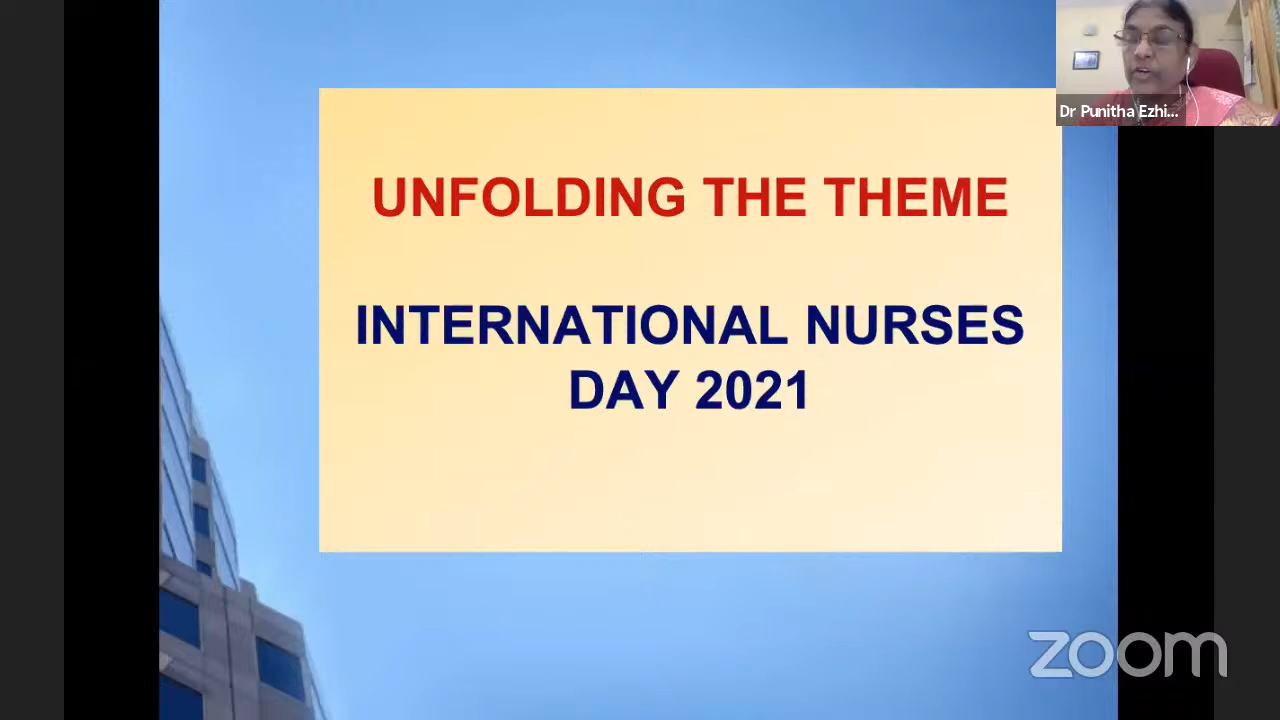 UNFOLDING THE THEME
INTERNATIONAL NURSES
DAY 2021
Dr Punitha Ezhi...
zoom